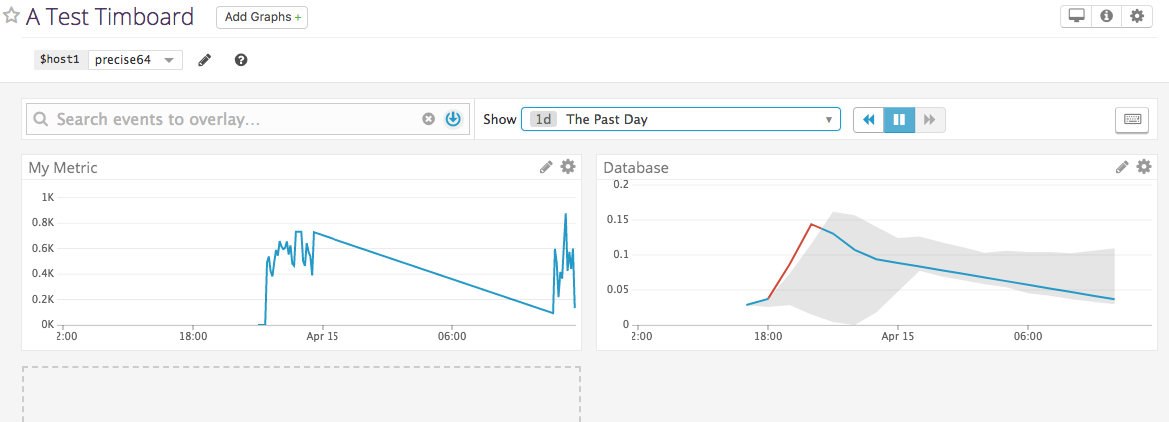 A Test Timboard
Add Graphs +
$host1 precise64
Search events to overlay...
Show 1d The Past Day
My Metric
1K
0.8K
0.6K
0.4K
0.2K
0K
2:00 18:00 Apr 15 06:00
Database
0.2
0.15
0.1
0.05
0
2:00 18:00 Apr 15 06:00